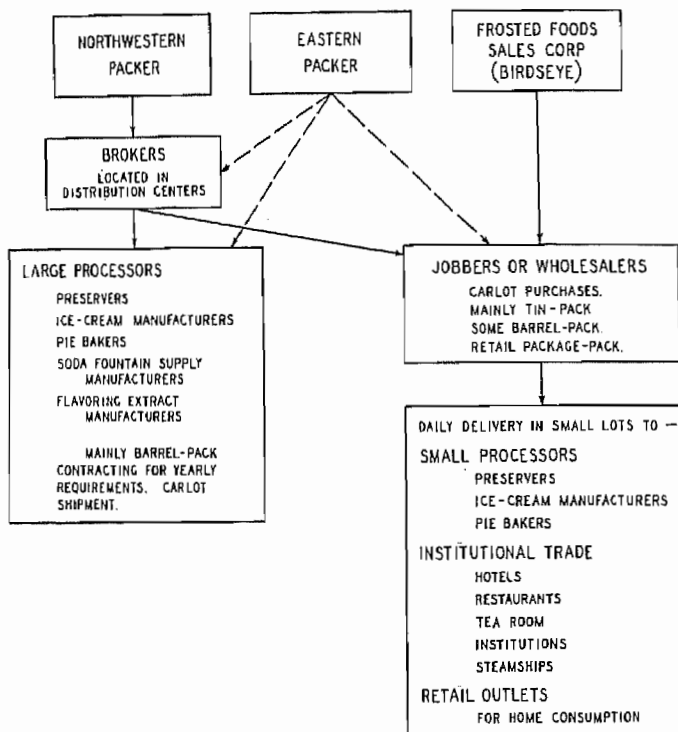 NORTHWESTERN
PACKER
EASTERN
PACKER
FROSTED FOODS
SALES CORP
(BIRDSEYE)
BROKERS
LOCATED IN
DISTRIBUTION CENTERS
LARGE PROCESSORS
PRESERVERS
ICE-CREAM MANUFACTURERS
PIE BAKERS
SODA FOUNTAIN SUPPLY
MANUFACTURERS
FLAVORING EXTRACT
MANUFACTURERS
MAINLY BARREL-PACK
CONTRACTING FOR YEARLY
REQUIREMENTS. CARLOT
SHIPMENT.
JOBBERS OR WHOLESALERS
CARLOT PURCHASES.
MAINLY TIN-PACK
SOME BARREL-PACK.
RETAIL PACKAGE-PACK.
DAILY DELIVERY IN SMALL LOTS TO —
SMALL PROCESSORS
PRESERVERS
ICE-CREAM MANUFACTURERS
PIE BAKERS
INSTITUTIONAL TRADE
HOTELS
RESTAURANTS
TEA ROOM
INSTITUTIONS
STEAMSHIPS
RETAIL OUTLETS
FOR HOME CONSUMPTION